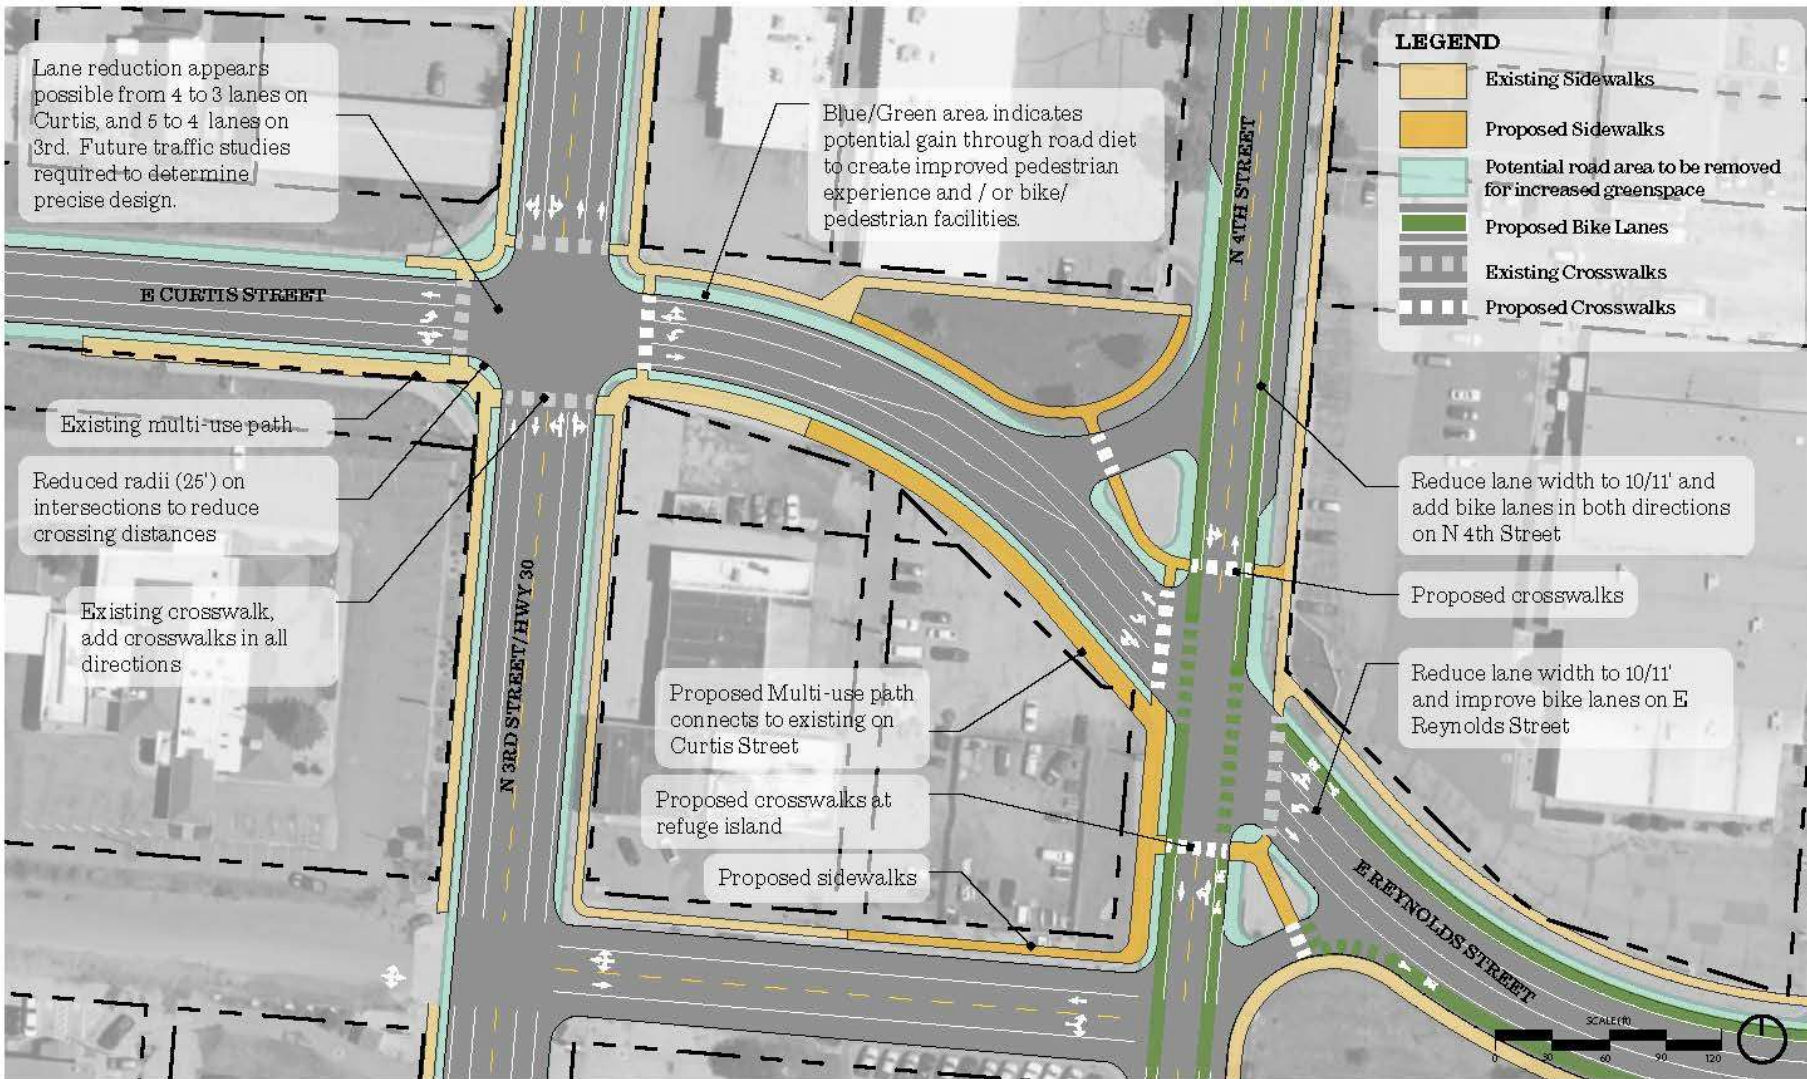 Lane reduction appears
possible from 4 to 3 lanes on
Curtis, and 5 to 4 lanes on
3rd. Future traffic studies
required to determine
precise design.
Blue/Green area indicates
potential gain through road diet
to create improved pedestrian
experience and / or bike/
pedestrian facilities.
LEGEND
Existing Sidewalks
Proposed Sidewalks
Potential road area to be removed
for increased greenspace
Proposed Bike Lanes
Existing Crosswalks
Proposed Crosswalks
N 4TH STREET
E CURTIS STREET
Existing multi-use path
Reduced radii (25') on
intersections to reduce
crossing distances
Existing crosswalk,
add crosswalks in all
directions
N 3RD STREET/HWY 30
Reduce lane width to 10/11' and
add bike lanes in both directions
on N 4th Street
Proposed crosswalks
Reduce lane width to 10/11'
and improve bike lanes on E
Reynolds Street
Proposed Multi-use path
connects to existing on
Curtis Street
Proposed crosswalks at
refuge island
Proposed sidewalks
E REYNOLDS STREET
SCALE(ft)
0 30 60 90 120